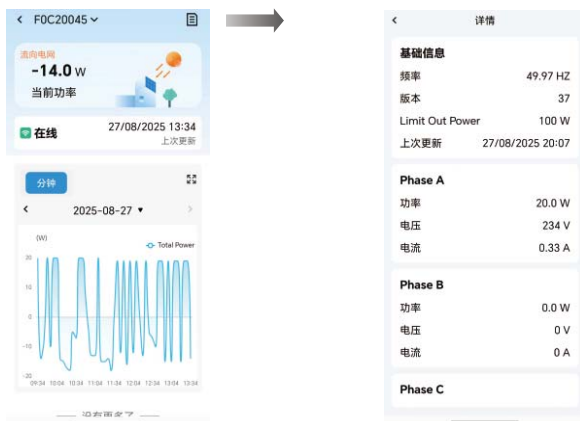 F0C20045
流向电网
-14.0 W
当前功率
在线
27/08/2025 13:34
上次更新
分钟
2025-08-27
(W)
Total Power
20
10
0
-10
-20
09:34 10:04 10:34 11:04 11:34 12:04 12:34 13:04 13:34
没有更多了
详情
基础信息
频率 49.97 HZ
版本 37
Limit Out Power 100 W
上次更新 27/08/2025 20:07
Phase A
功率 20.0 W
电压 234 V
电流 0.33 A
Phase B
功率 0.0 W
电压 0 V
电流 0 A
Phase C